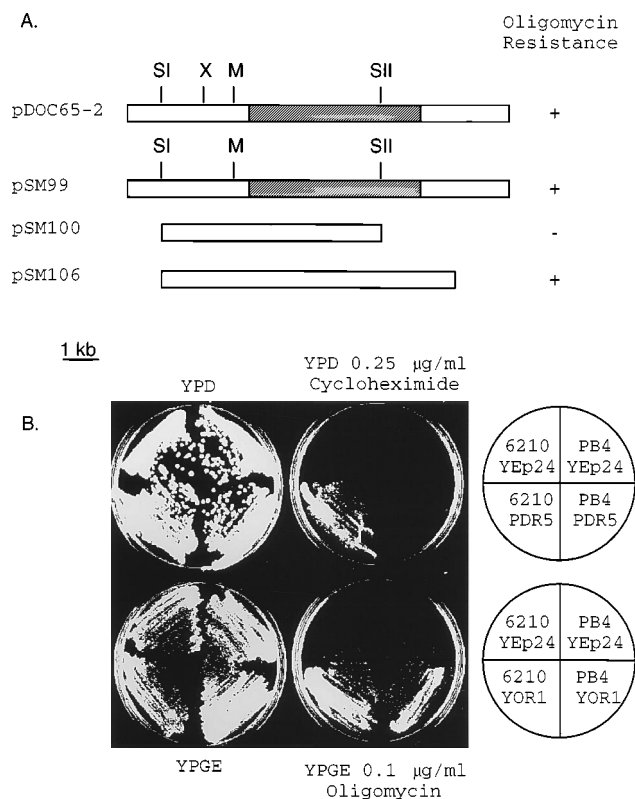 A.
Oligomycin
Resistance
SI X M SII
pDOC65-2 +
SI M SII
pSM99 +
pSM100 -
pSM106 +
1 kb
B.
YPD
YPD 0.25 µg/ml
Cycloheximide
6210 PB4
YEp24 YEp24
6210 PB4
PDR5 PDR5
6210 PB4
YEp24 YEp24
6210 PB4
YOR1 YOR1
YPGE
YPGE 0.1 µg/ml
Oligomycin